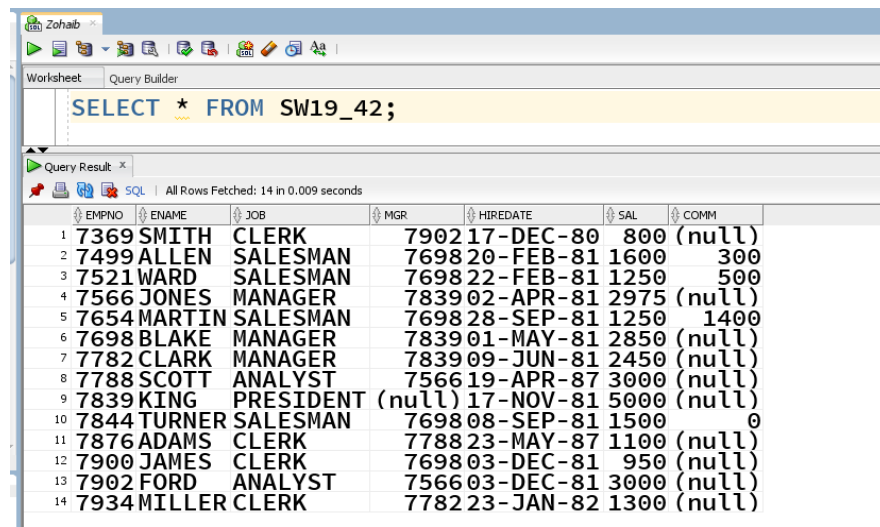 Zohaib
Worksheet Query Builder
SELECT * FROM SW19_42;
Query Result
SQL | All Rows Fetched: 14 in 0.009 seconds
EMPNO ENAME JOB MGR HIREDATE SAL COMM
1 7369 SMITH CLERK 7902 17-DEC-80 800 (null)
2 7499 ALLEN SALESMAN 7698 20-FEB-81 1600 300
3 7521 WARD SALESMAN 7698 22-FEB-81 1250 500
4 7566 JONES MANAGER 7839 02-APR-81 2975 (null)
5 7654 MARTIN SALESMAN 7698 28-SEP-81 1250 1400
6 7698 BLAKE MANAGER 7839 01-MAY-81 2850 (null)
7 7782 CLARK MANAGER 7839 09-JUN-81 2450 (null)
8 7788 SCOTT ANALYST 7566 19-APR-87 3000 (null)
9 7839 KING PRESIDENT (null) 17-NOV-81 5000 (null)
10 7844 TURNER SALESMAN 7698 08-SEP-81 1500 0
11 7876 ADAMS CLERK 7788 23-MAY-87 1100 (null)
12 7900 JAMES CLERK 7698 03-DEC-81 950 (null)
13 7902 FORD ANALYST 7566 03-DEC-81 3000 (null)
14 7934 MILLER CLERK 7782 23-JAN-82 1300 (null)